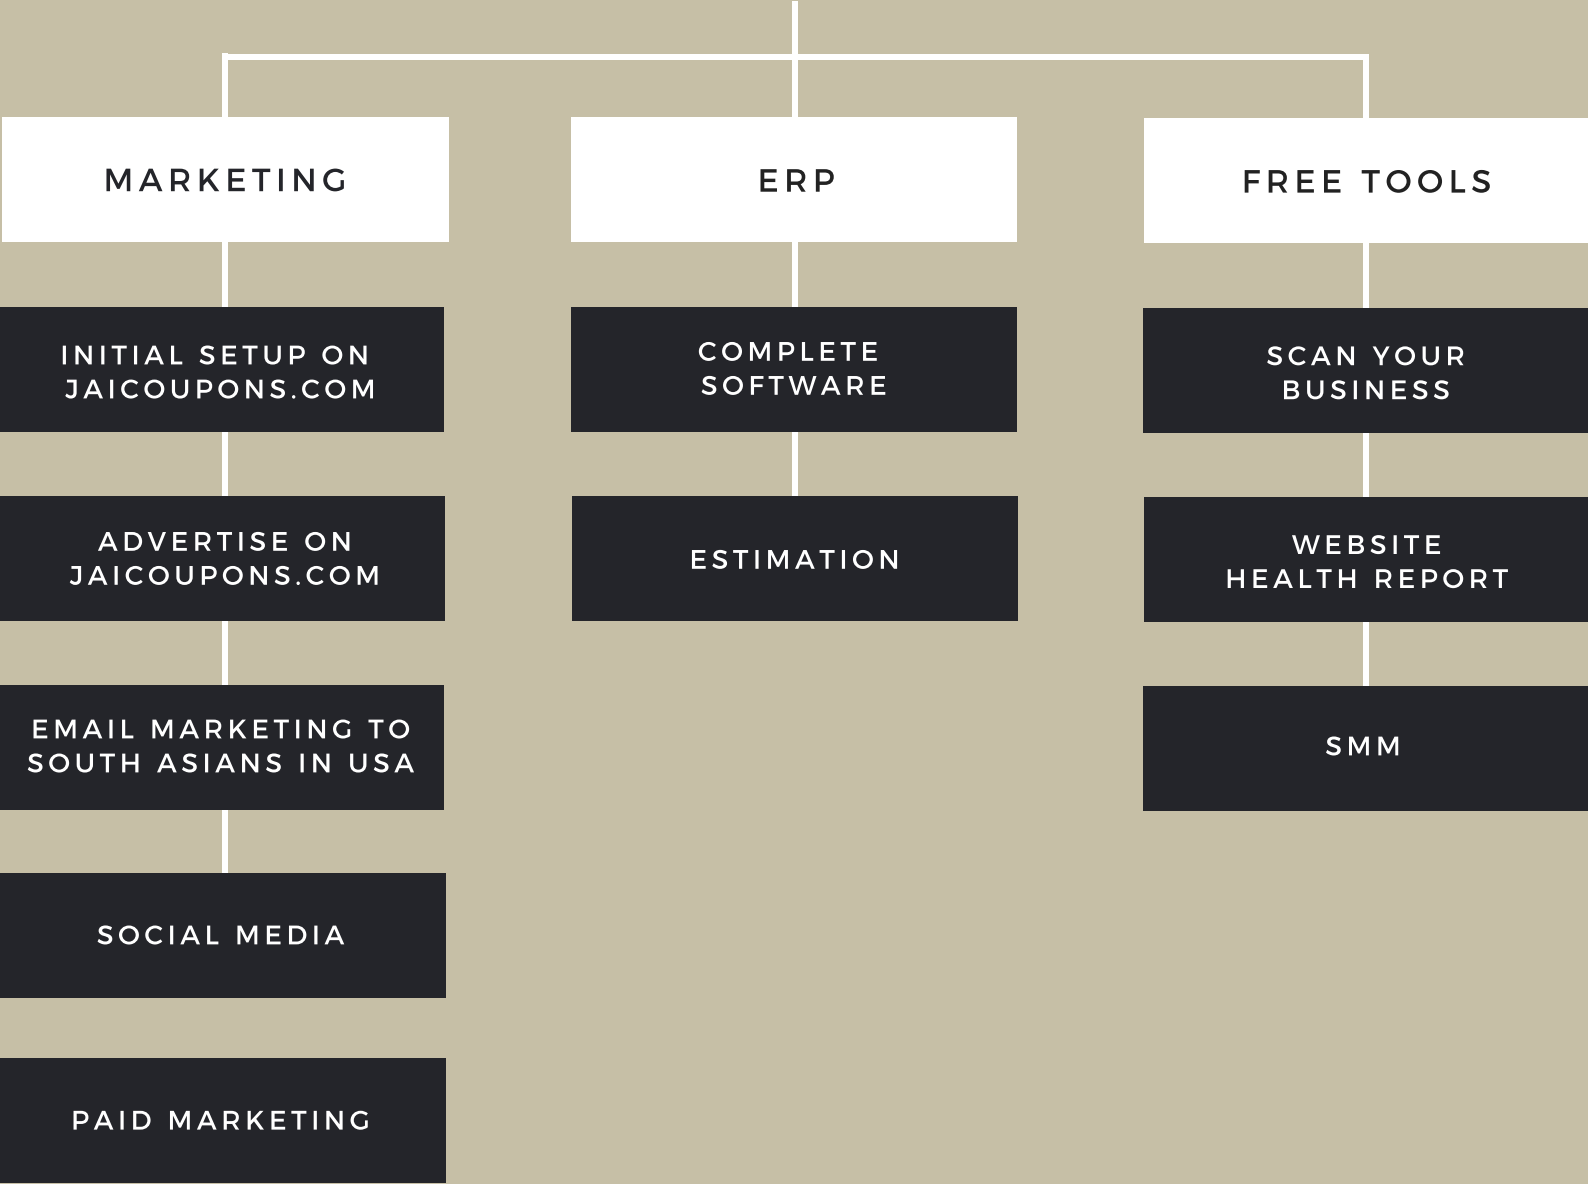 MARKETING
ERP
FREE TOOLS
INITIAL SETUP ON
JAICOUPONS.COM
COMPLETE
SOFTWARE
SCAN YOUR
BUSINESS
ADVERTISE ON
JAICOUPONS.COM
ESTIMATION
WEBSITE
HEALTH REPORT
EMAIL MARKETING TO
SOUTH ASIANS IN USA
SMM
SOCIAL MEDIA
PAID MARKETING